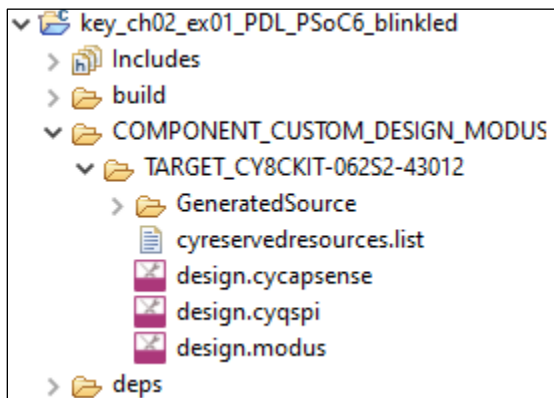 key_ch02_ex01_PDL_PSoC6_blinkled
Includes
build
COMPONENT_CUSTOM_DESIGN_MODUS
TARGET_CY8CKIT-062S2-43012
GeneratedSource
cyreservedresources.list
design.cycapsense
design.cyqspi
design.modus
deps